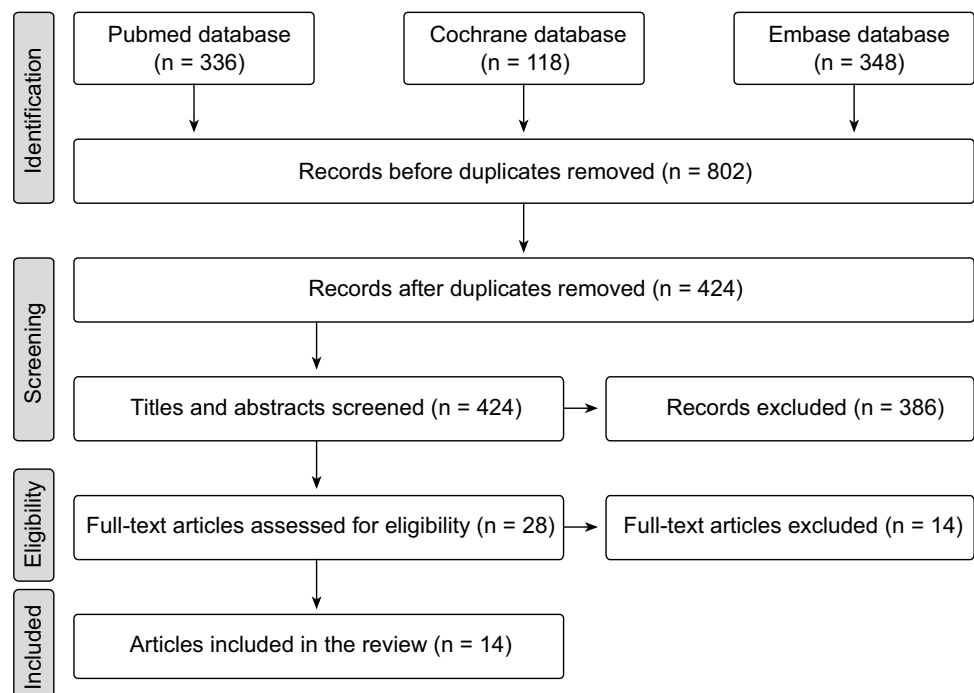 Identification
Pubmed database
(n = 336)
Cochrane database
(n = 118)
Embase database
(n = 348)
Records before duplicates removed (n = 802)
Screening
Records after duplicates removed (n = 424)
Titles and abstracts screened (n = 424)
Records excluded (n = 386)
Eligibility
Full-text articles assessed for eligibility (n = 28)
Full-text articles excluded (n = 14)
Included
Articles included in the review (n = 14)